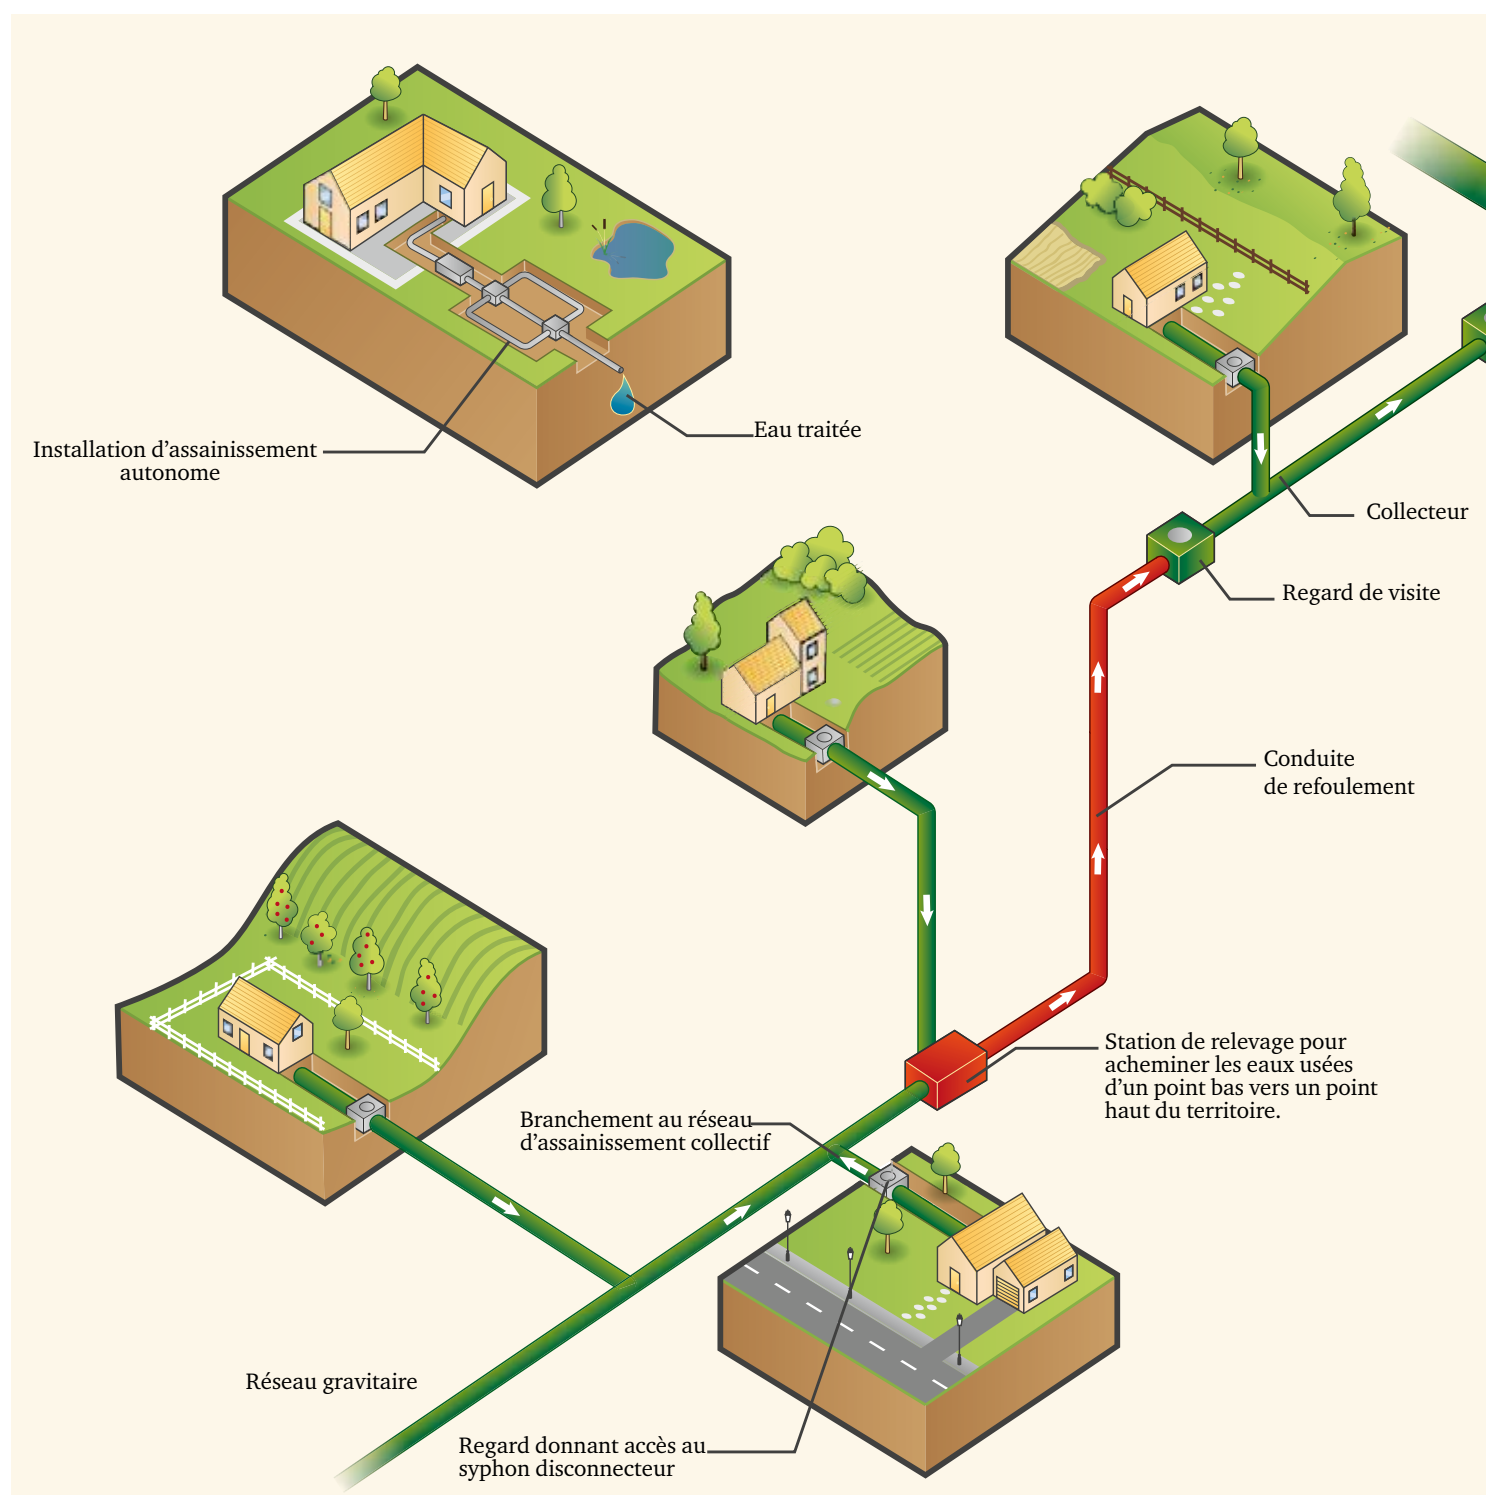 Installation d’assainissement
autonome
Eau traitée
Collecteur
Regard de visite
Conduite
de refoulement
Station de relevage pour
acheminer les eaux usées
d’un point bas vers un point
haut du territoire.
Branchement au réseau
d’assainissement collectif
Réseau gravitaire
Regard donnant accès au
syphon disconnecteur